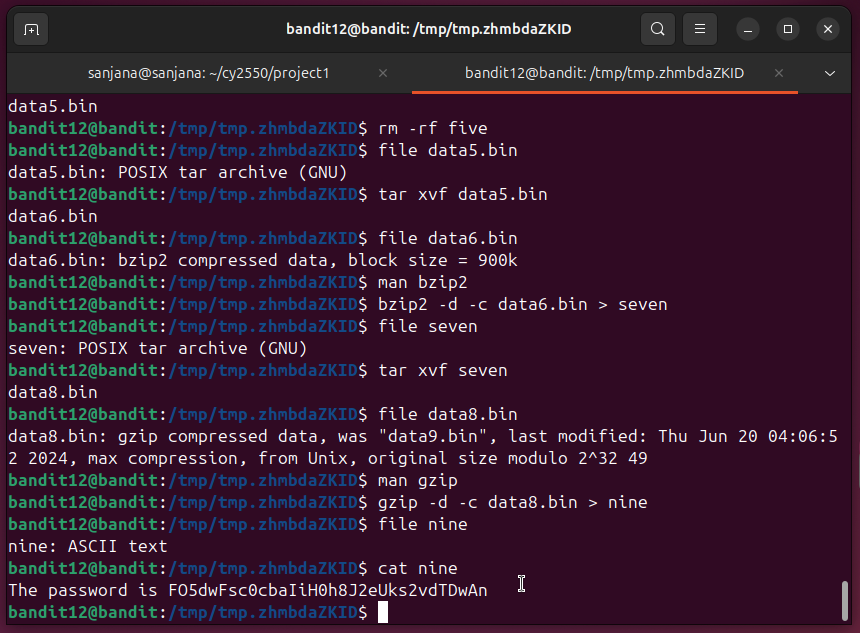 bandit12@bandit: /tmp/tmp.zhmbdaZKID
sanjana@sanjana: ~/cy2550/project1
bandit12@bandit: /tmp/tmp.zhmbdaZKID
data5.bin
bandit12@bandit:/tmp/tmp.zhmbdaZKID$ rm -rf five
bandit12@bandit:/tmp/tmp.zhmbdaZKID$ file data5.bin
data5.bin: POSIX tar archive (GNU)
bandit12@bandit:/tmp/tmp.zhmbdaZKID$ tar xvf data5.bin
data6.bin
bandit12@bandit:/tmp/tmp.zhmbdaZKID$ file data6.bin
data6.bin: bzip2 compressed data, block size = 900k
bandit12@bandit:/tmp/tmp.zhmbdaZKID$ man bzip2
bandit12@bandit:/tmp/tmp.zhmbdaZKID$ bzip2 -d -c data6.bin > seven
bandit12@bandit:/tmp/tmp.zhmbdaZKID$ file seven
seven: POSIX tar archive (GNU)
bandit12@bandit:/tmp/tmp.zhmbdaZKID$ tar xvf seven
data8.bin
bandit12@bandit:/tmp/tmp.zhmbdaZKID$ file data8.bin
data8.bin: gzip compressed data, was "data9.bin", last modified: Thu Jun 20 04:06:5
2 2024, max compression, from Unix, original size modulo 2^32 49
bandit12@bandit:/tmp/tmp.zhmbdaZKID$ man gzip
bandit12@bandit:/tmp/tmp.zhmbdaZKID$ gzip -d -c data8.bin > nine
bandit12@bandit:/tmp/tmp.zhmbdaZKID$ file nine
nine: ASCII text
bandit12@bandit:/tmp/tmp.zhmbdaZKID$ cat nine
The password is FO5dwFsc0cbaIiH0h8J2eUks2vdTDwAn
bandit12@bandit:/tmp/tmp.zhmbdaZKID$